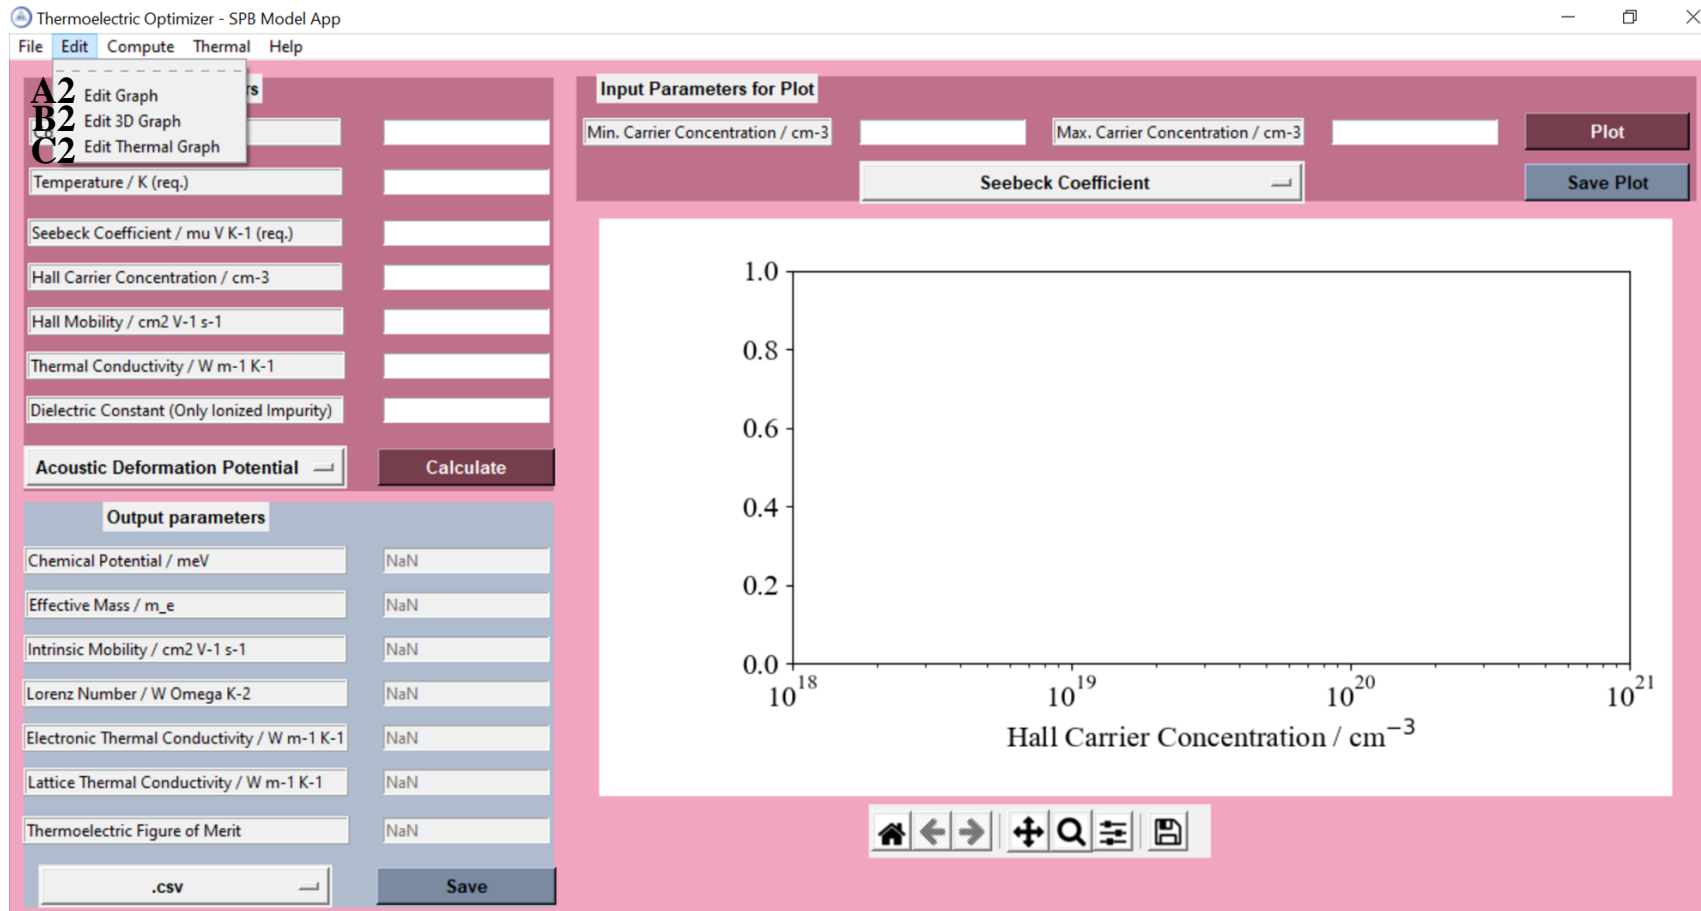 Thermoelectric Optimizer - SPB Model App
File Edit Compute Thermal Help
A2 Edit Graph
B2 Edit 3D Graph
C2 Edit Thermal Graph
Temperature / K (req.)
Seebeck Coefficient / mu V K-1 (req.)
Hall Carrier Concentration / cm-3
Hall Mobility / cm2 V-1 s-1
Thermal Conductivity / W m-1 K-1
Dielectric Constant (Only Ionized Impurity)
Acoustic Deformation Potential
Calculate
Output parameters
Chemical Potential / meV NaN
Effective Mass / m_e NaN
Intrinsic Mobility / cm2 V-1 s-1 NaN
Lorenz Number / W Omega K-2 NaN
Electronic Thermal Conductivity / W m-1 K-1 NaN
Lattice Thermal Conductivity / W m-1 K-1 NaN
Thermoelectric Figure of Merit NaN
.csv
Save
Input Parameters for Plot
Min. Carrier Concentration / cm-3
Max. Carrier Concentration / cm-3
Plot
Seebeck Coefficient
Save Plot
1.0
0.8
0.6
0.4
0.2
0.0
10^18 10^19 10^20 10^21
Hall Carrier Concentration / cm^−3